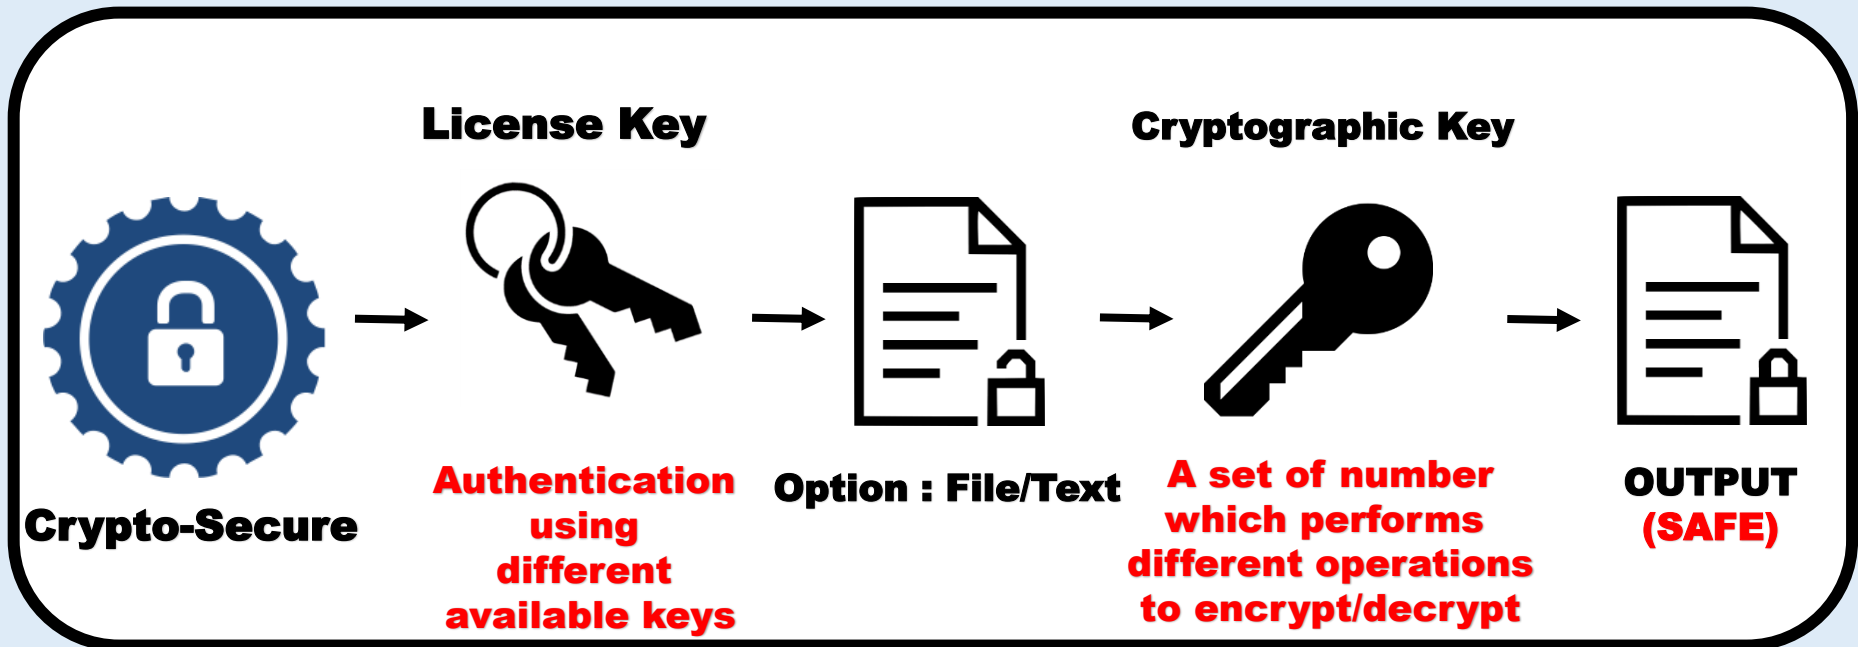 Crypto-Secure
License Key
Authentication
using
different
available keys
Option : File/Text
Cryptographic Key
A set of number
which performs
different operations
to encrypt/decrypt
OUTPUT
(SAFE)